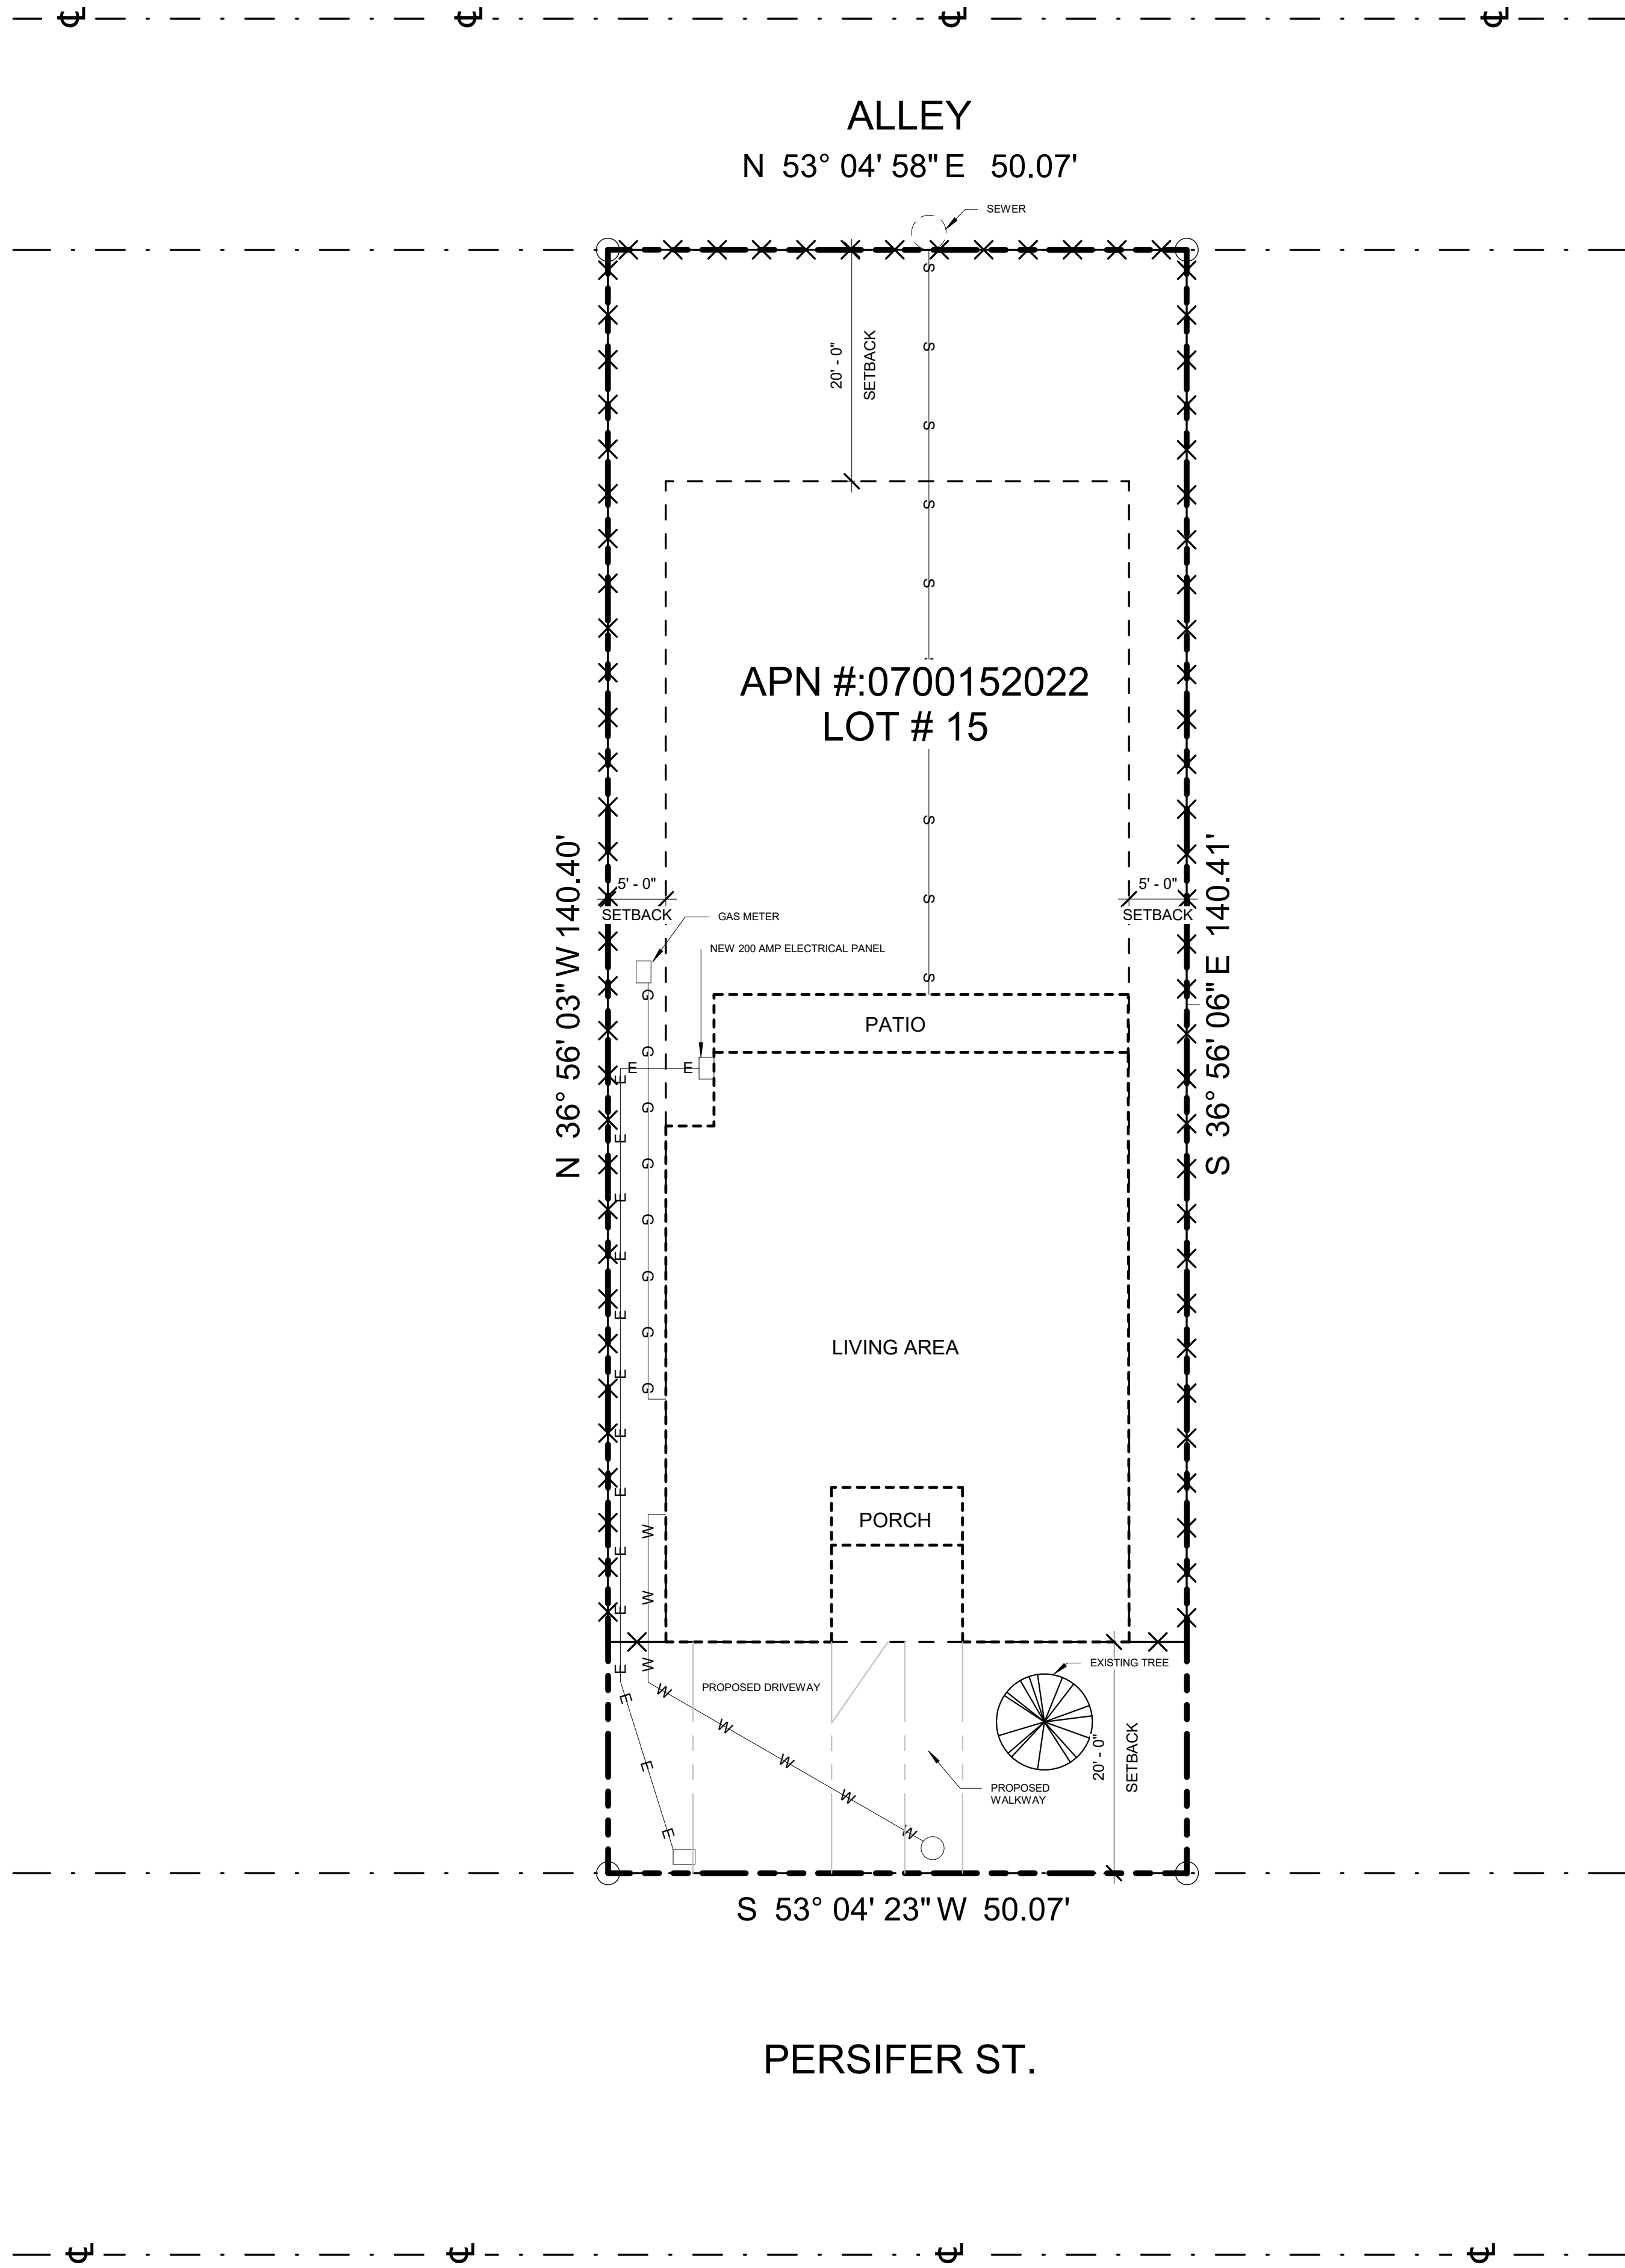 ALLEY
N 53° 04' 58" E 50.07'
SEWER
20' - 0"
SETBACK
APN #:0700152022
LOT # 15
N 36° 56' 03" W 140.40'
S 36° 56' 06" E 140.41'
5' - 0"
SETBACK
5' - 0"
SETBACK
GAS METER
NEW 200 AMP ELECTRICAL PANEL
PATIO
LIVING AREA
PORCH
EXISTING TREE
PROPOSED DRIVEWAY
20' - 0"
SETBACK
PROPOSED
WALKWAY
S 53° 04' 23" W 50.07'
PERSIFER ST.